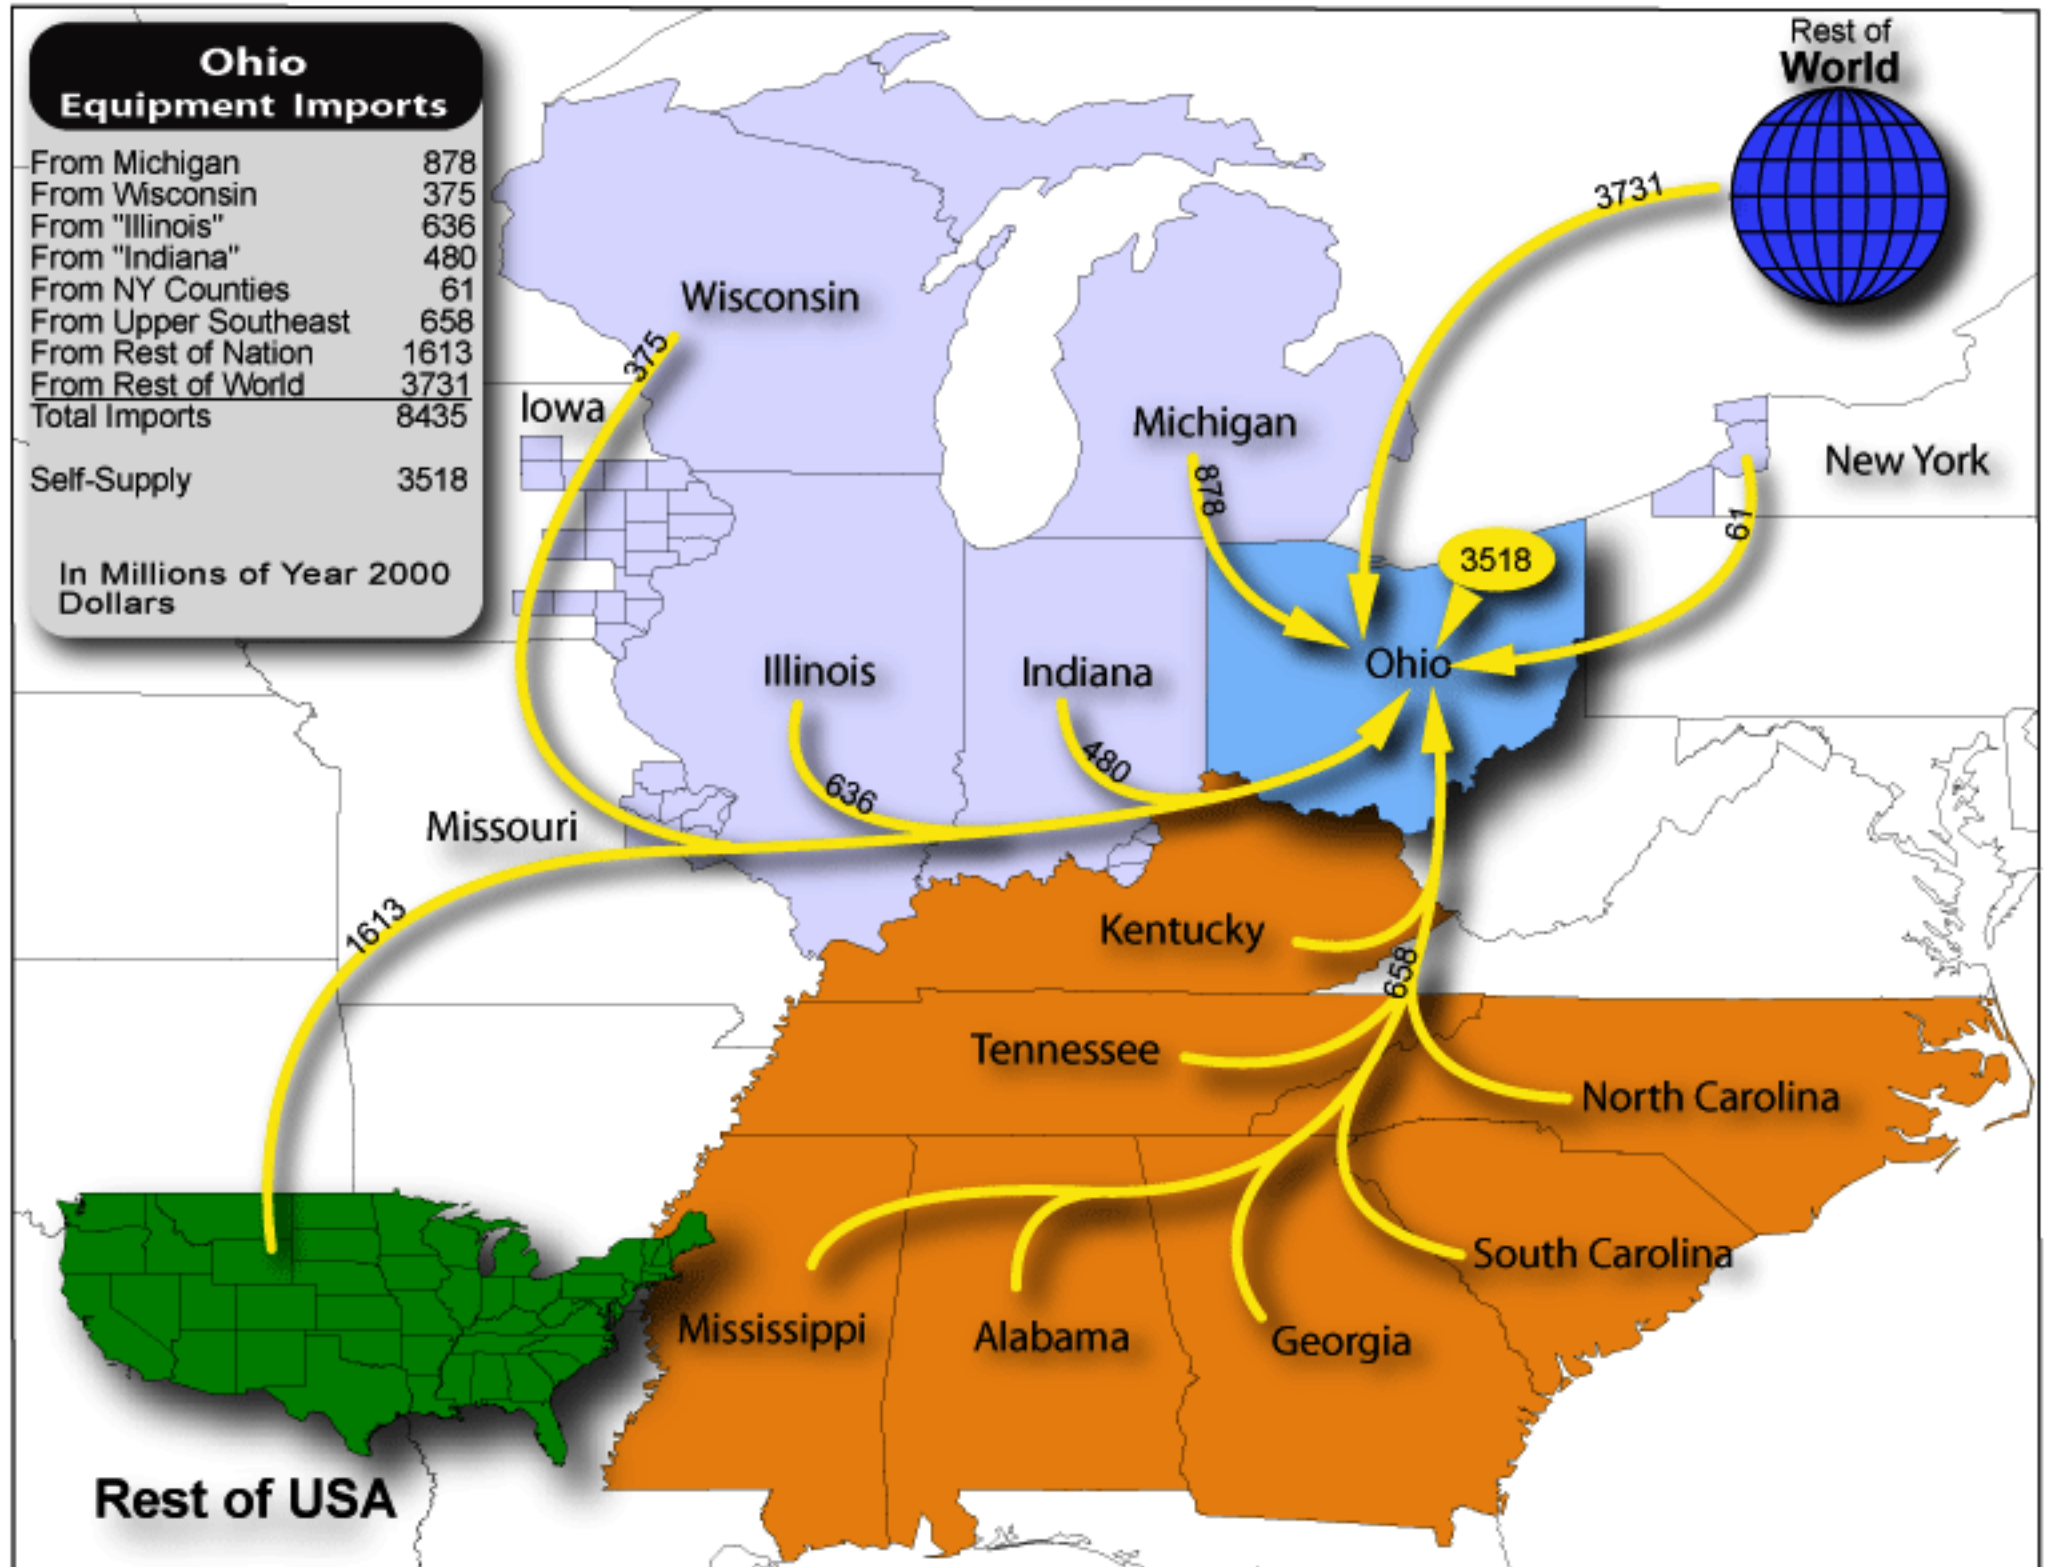 Ohio
Equipment Imports
From Michigan 878
From Wisconsin 375
From "Illinois" 636
From "Indiana" 480
From NY Counties 61
From Upper Southeast 658
From Rest of Nation 1613
From Rest of World 3731
Total Imports 8435
Self-Supply 3518
In Millions of Year 2000
Dollars
Rest of
World
3731
Wisconsin
375
Iowa
Michigan
878
New York
61
3518
Ohio
Illinois
Indiana
480
636
Missouri
1613
Kentucky
658
Tennessee
North Carolina
South Carolina
Mississippi
Alabama
Georgia
Rest of USA